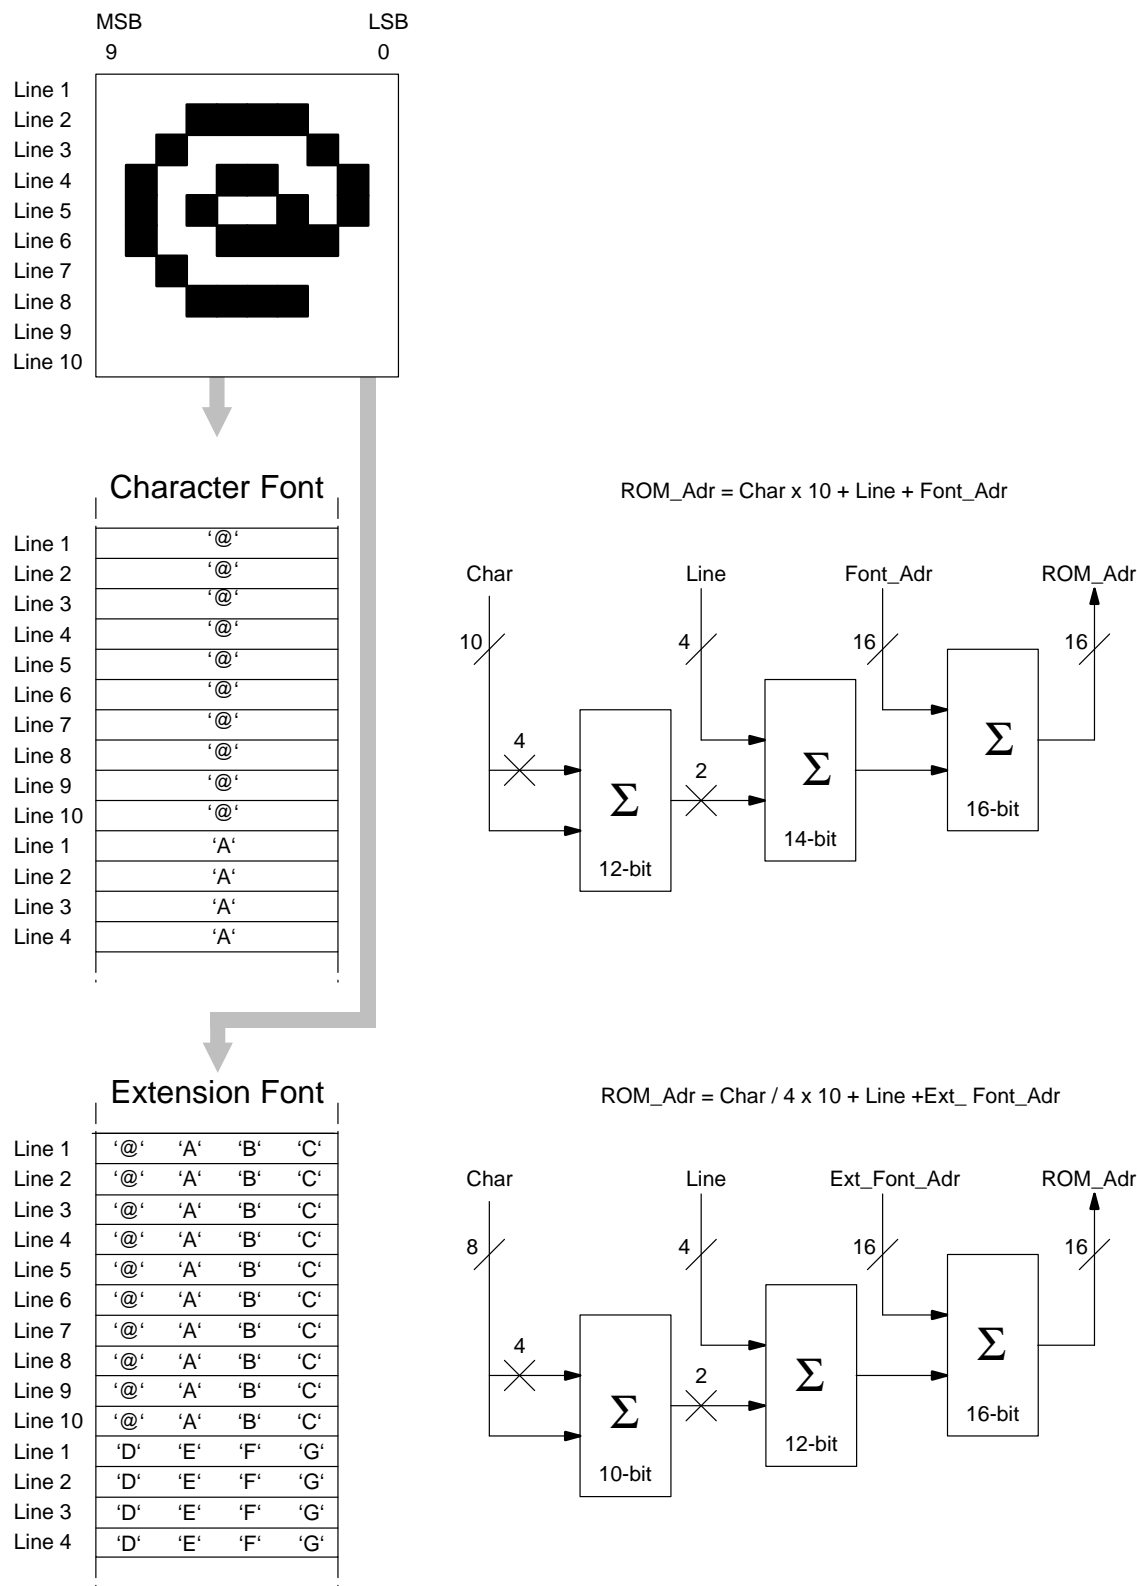 MSB LSB
9 0
Line 1
Line 2
Line 3
Line 4
Line 5
Line 6
Line 7
Line 8
Line 9
Line 10
Character Font
Line 1 ‘@‘
Line 2 ‘@‘
Line 3 ‘@‘
Line 4 ‘@‘
Line 5 ‘@‘
Line 6 ‘@‘
Line 7 ‘@‘
Line 8 ‘@‘
Line 9 ‘@‘
Line 10 ‘@‘
Line 1 ‘A‘
Line 2 ‘A‘
Line 3 ‘A‘
Line 4 ‘A‘
ROM_Adr = Char x 10 + Line + Font_Adr
Char Line Font_Adr ROM_Adr
10 4 16 16
4 2
Σ Σ Σ
12-bit 14-bit 16-bit
Extension Font
Line 1 ‘@‘ ‘A‘ ‘B‘ ‘C‘
Line 2 ‘@‘ ‘A‘ ‘B‘ ‘C‘
Line 3 ‘@‘ ‘A‘ ‘B‘ ‘C‘
Line 4 ‘@‘ ‘A‘ ‘B‘ ‘C‘
Line 5 ‘@‘ ‘A‘ ‘B‘ ‘C‘
Line 6 ‘@‘ ‘A‘ ‘B‘ ‘C‘
Line 7 ‘@‘ ‘A‘ ‘B‘ ‘C‘
Line 8 ‘@‘ ‘A‘ ‘B‘ ‘C‘
Line 9 ‘@‘ ‘A‘ ‘B‘ ‘C‘
Line 10 ‘@‘ ‘A‘ ‘B‘ ‘C‘
Line 1 ‘D‘ ‘E‘ ‘F‘ ‘G‘
Line 2 ‘D‘ ‘E‘ ‘F‘ ‘G‘
Line 3 ‘D‘ ‘E‘ ‘F‘ ‘G‘
Line 4 ‘D‘ ‘E‘ ‘F‘ ‘G‘
ROM_Adr = Char / 4 x 10 + Line +Ext_ Font_Adr
Char Line Ext_Font_Adr ROM_Adr
8 4 16 16
4 2
Σ Σ Σ
10-bit 12-bit 16-bit